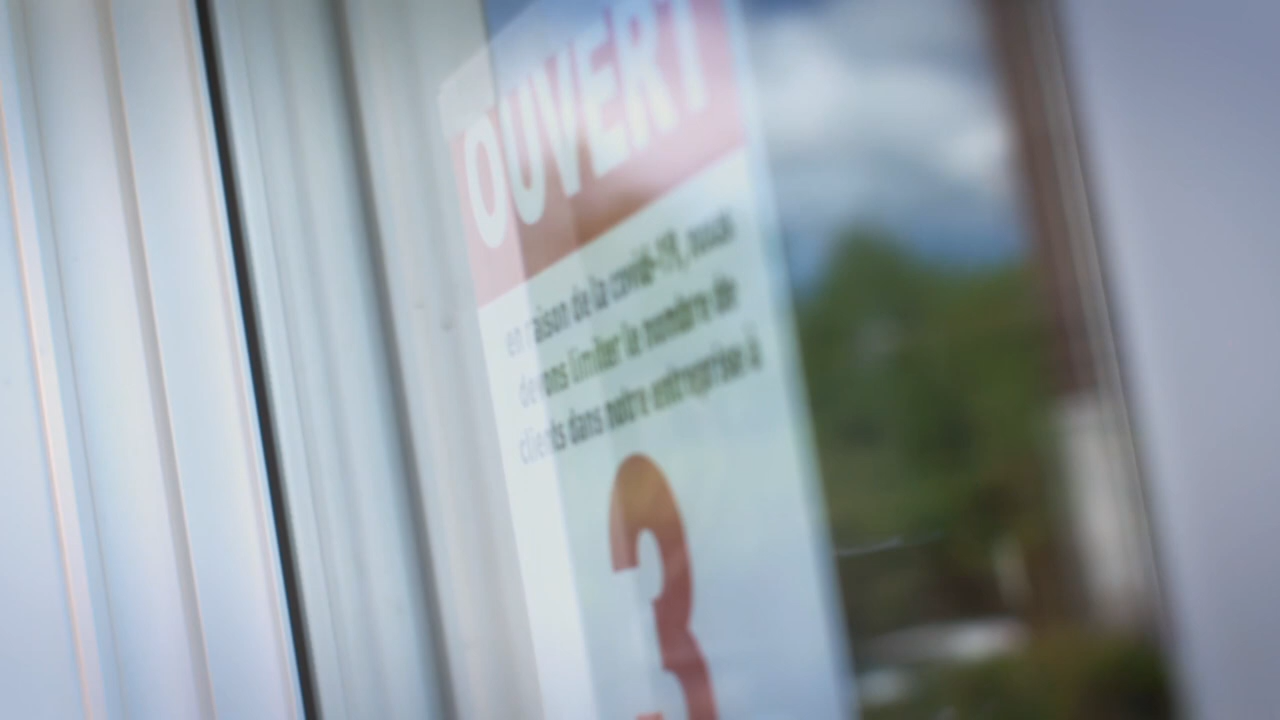 OUVERT
en raison de la covid-19, nous
devons limiter le nombre de
clients dans notre entreprise à
3